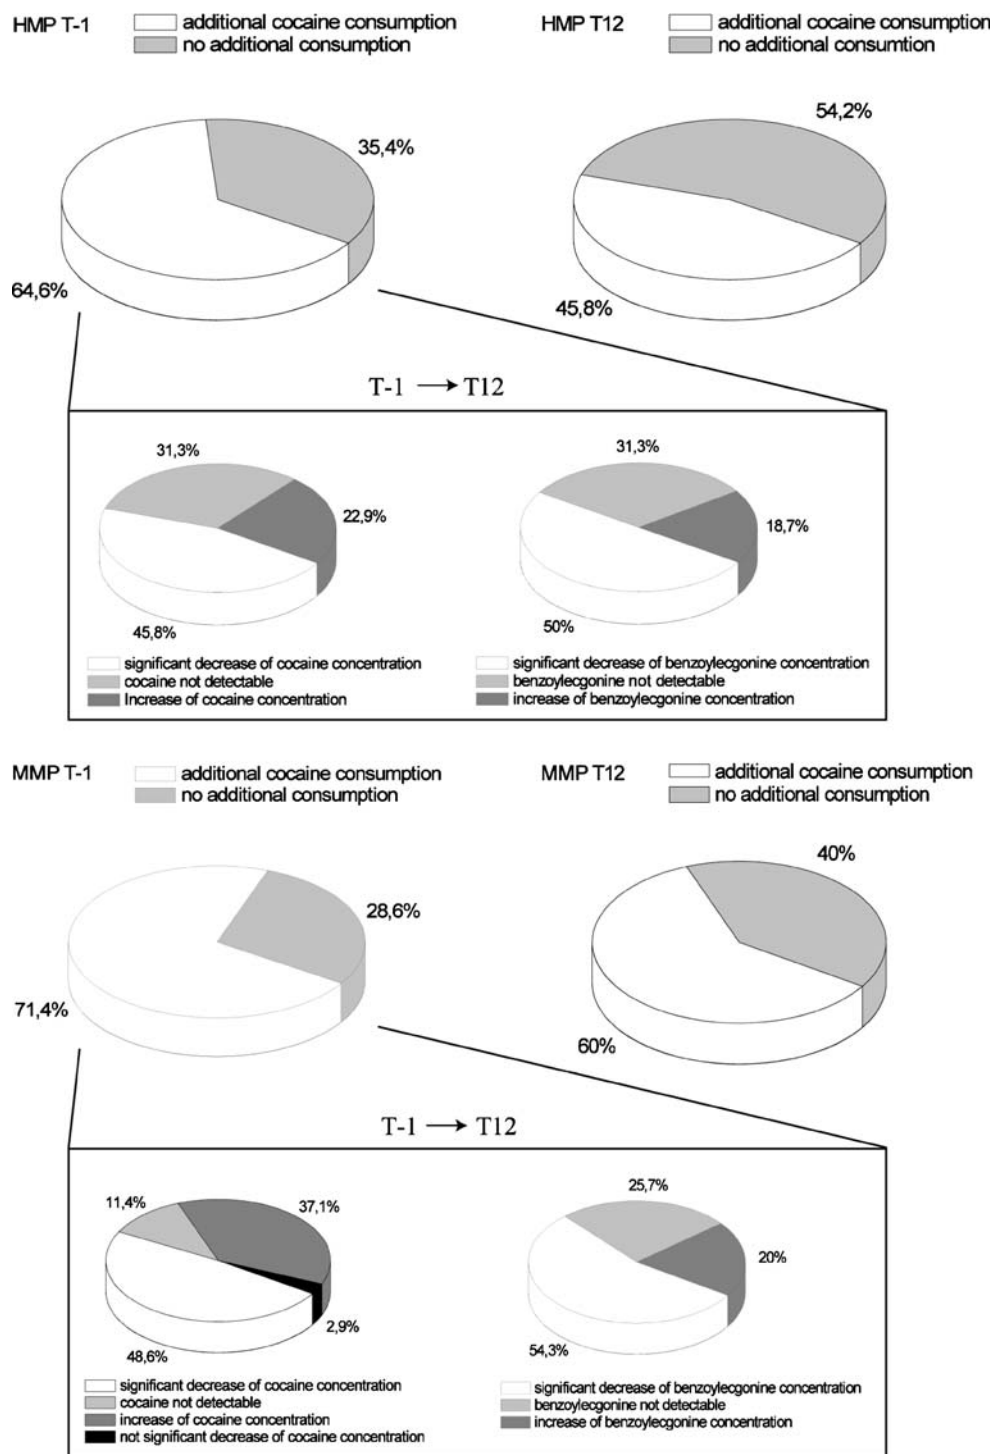 HMP T-1
additional cocaine consumption
no additional consumption
HMP T12
additional cocaine consumption
no additional consumtion
35,4%
64,6%
54,2%
45,8%
T-1 → T12
31,3%
22,9%
45,8%
significant decrease of cocaine concentration
cocaine not detectable
Increase of cocaine concentration
31,3%
18,7%
50%
significant decrease of benzoylecgonine concentration
benzoylecgonine not detectable
increase of benzoylecgonine concentration
MMP T-1
additional cocaine consumption
no additional consumption
MMP T12
additional cocaine consumption
no additional consumption
28,6%
71,4%
40%
60%
T-1 → T12
11,4%
37,1%
2,9%
48,6%
significant decrease of cocaine concentration
cocaine not detectable
increase of cocaine concentration
not significant decrease of cocaine concentration
25,7%
20%
54,3%
significant decrease of benzoylecgonine concentration
benzoylecgonine not detectable
increase of benzoylecgonine concentration